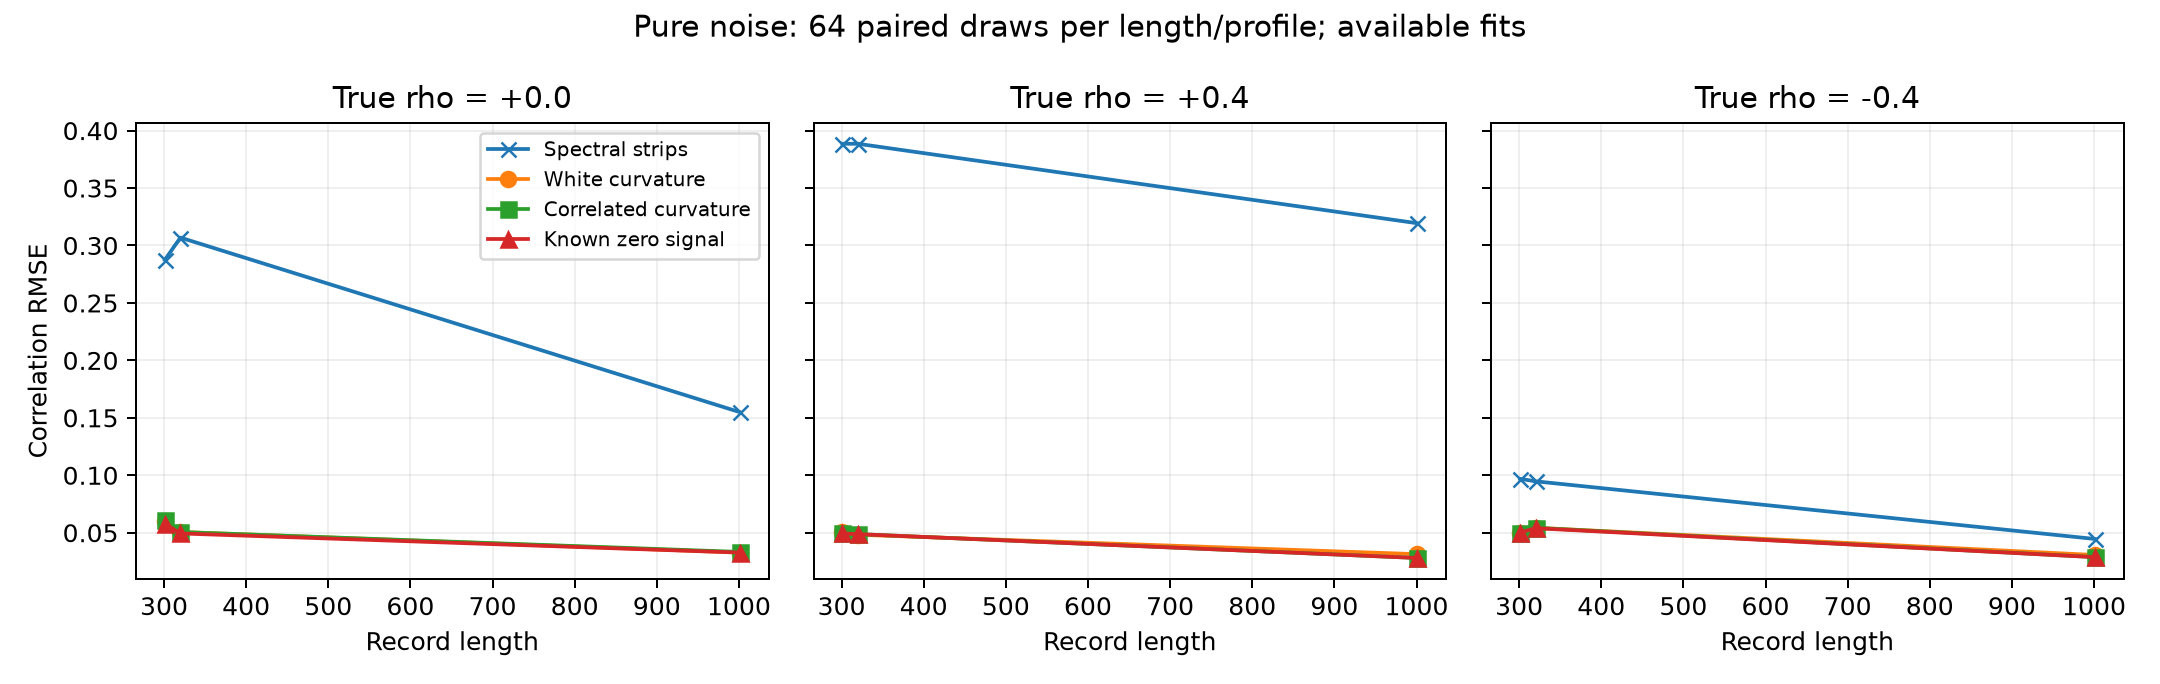 Pure noise: 64 paired draws per length/profile; available fits
True rho = +0.0
True rho = +0.4
True rho = -0.4
Correlation RMSE
0.40
0.35
0.30
0.25
0.20
0.15
0.10
0.05
Spectral strips
White curvature
Correlated curvature
Known zero signal
300 400 500 600 700 800 900 1000
300 400 500 600 700 800 900 1000
300 400 500 600 700 800 900 1000
Record length
Record length
Record length